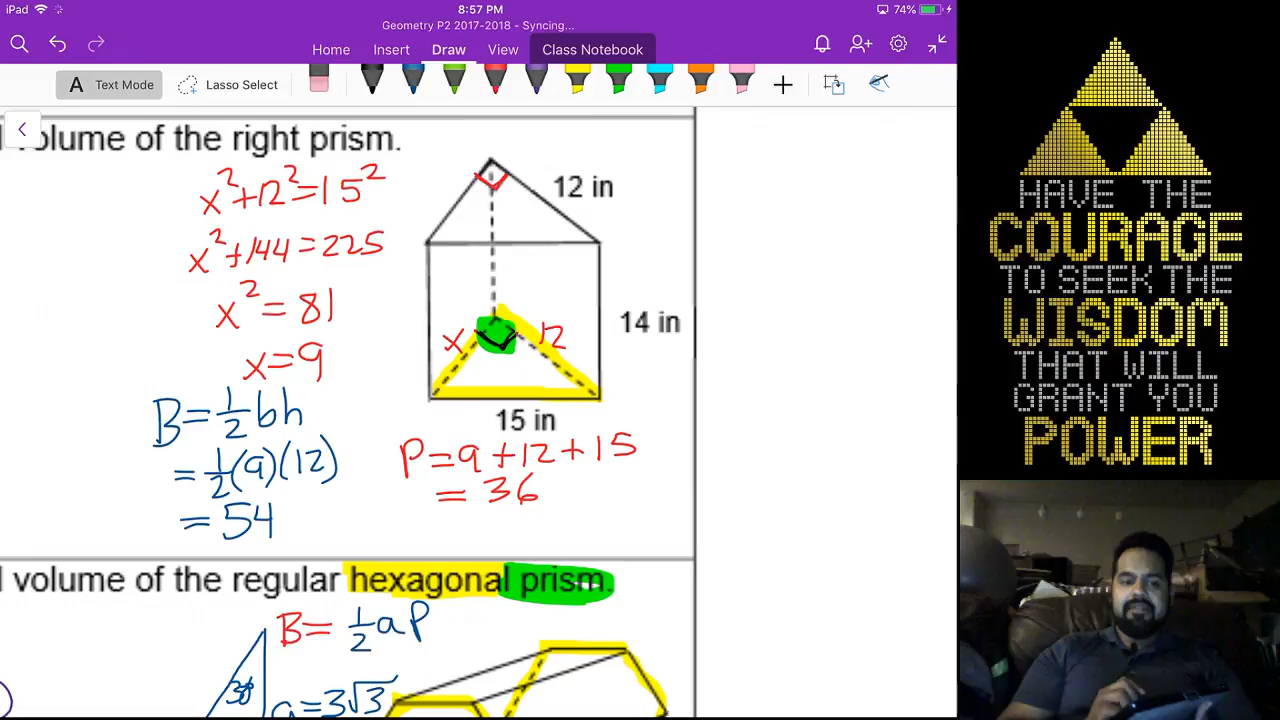 iPad 8:57 PM 74%
Geometry P2 2017-2018 - Syncing...
Home Insert Draw View Class Notebook
A Text Mode Lasso Select
volume of the right prism.
x²+12²=15²
x²+144=225
x²=81
x=9
B=½bh
=½(9)(12)
=54
12 in
14 in
x 12
15 in
P=9+12+15
=36
l volume of the regular hexagonal prism.
B= ½aP
30°
a=3√3
HAVE THE
COURAGE
TO SEEK THE
WISDOM
THAT WILL
GRANT YOU
POWER